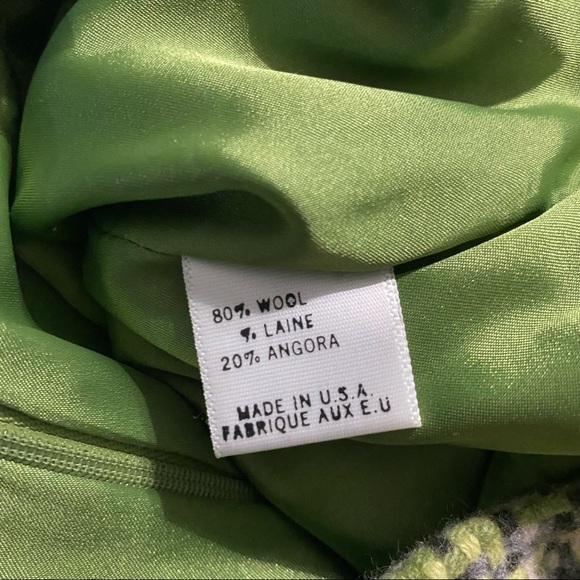 80% WOOL
% LAINE
20% ANGORA
MADE IN U.S.A.
FABRIQUE AUX E.U